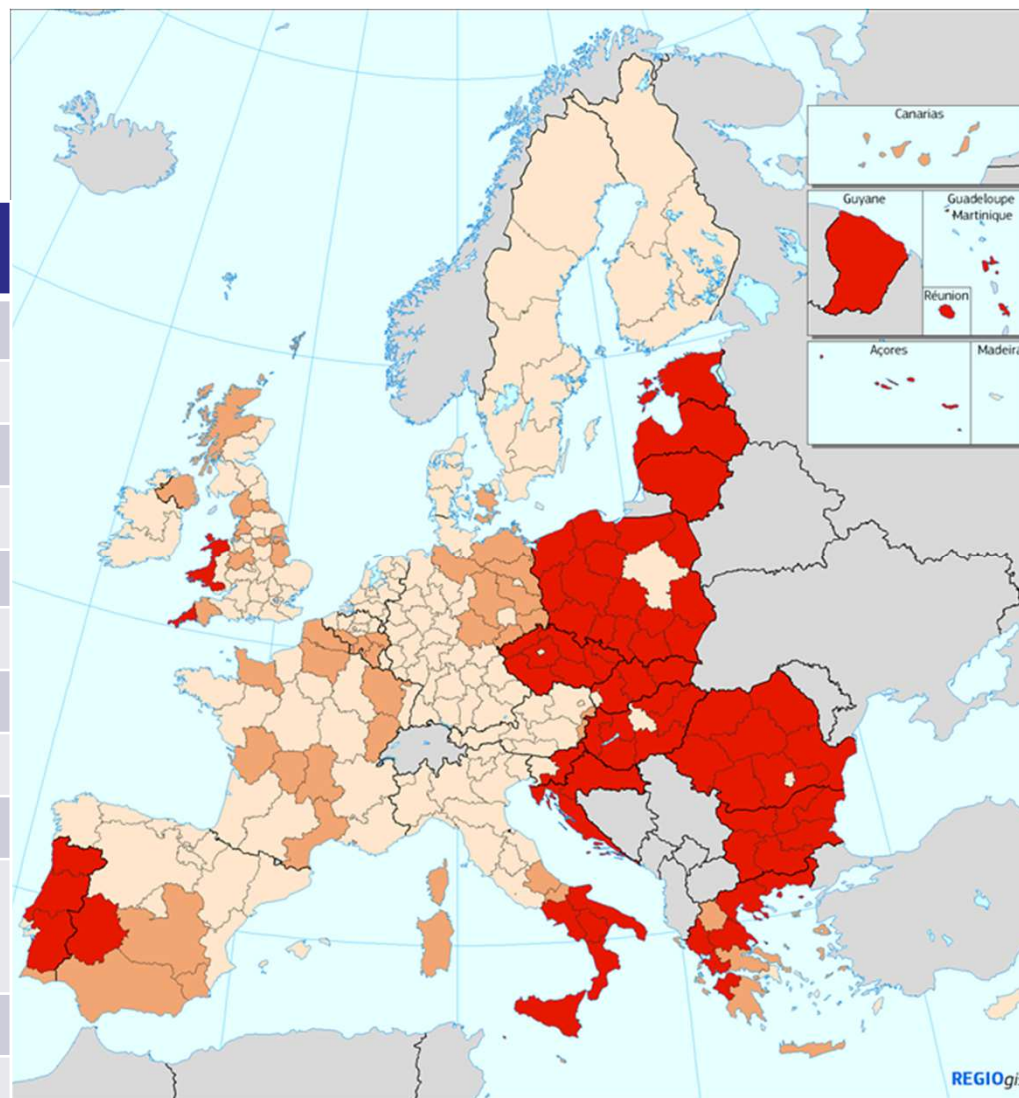 Canarias
Guyane
Guadeloupe
Martinique
Réunion
Açores
Madeira
REGIOgis